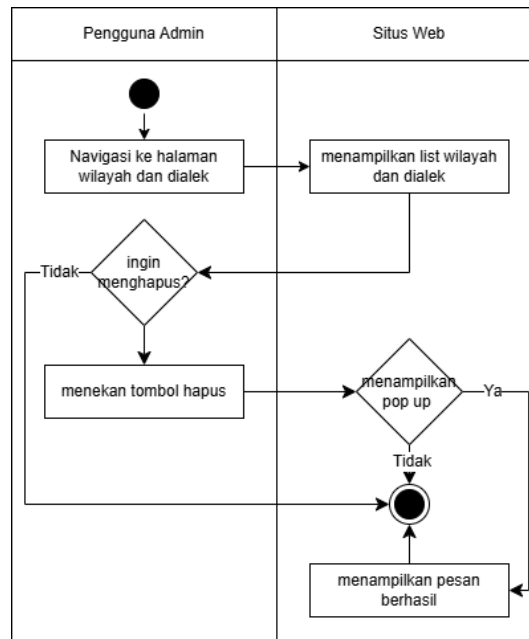 Pengguna Admin
Situs Web
Navigasi ke halaman
wilayah dan dialek
menampilkan list wilayah
dan dialek
Tidak
ingin
menghapus?
menekan tombol hapus
menampilkan
pop up
Ya
Tidak
menampilkan pesan
berhasil